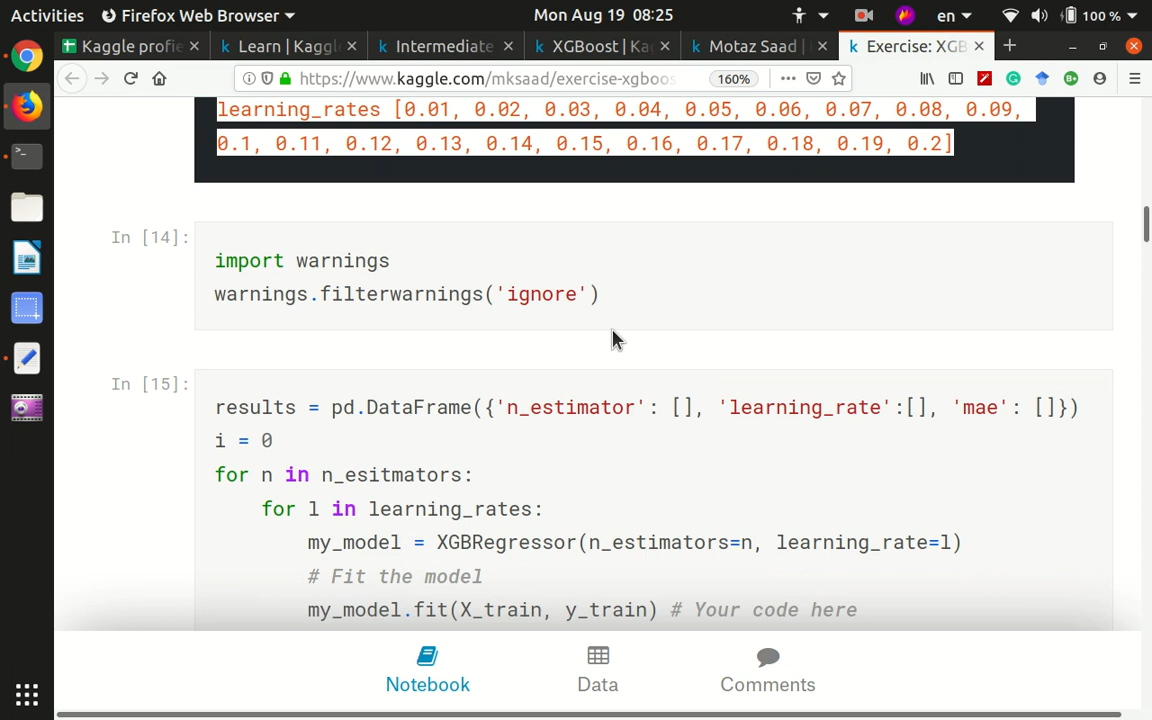 Activities Firefox Web Browser Mon Aug 19 08:25 en 100 %
Kaggle profi Learn | Kaggl Intermediate XGBoost | Ka Motaz Saad | Exercise: XGB
https://www.kaggle.com/mksaad/exercise-xgboos 160%
learning_rates [0.01, 0.02, 0.03, 0.04, 0.05, 0.06, 0.07, 0.08, 0.09,
0.1, 0.11, 0.12, 0.13, 0.14, 0.15, 0.16, 0.17, 0.18, 0.19, 0.2]
In [14]:
import warnings
warnings.filterwarnings('ignore')
In [15]:
results = pd.DataFrame({'n_estimator': [], 'learning_rate':[], 'mae': []})
i = 0
for n in n_esitmators:
for l in learning_rates:
my_model = XGBRegressor(n_estimators=n, learning_rate=l)
# Fit the model
my_model.fit(X_train, y_train) # Your code here
Notebook Data Comments